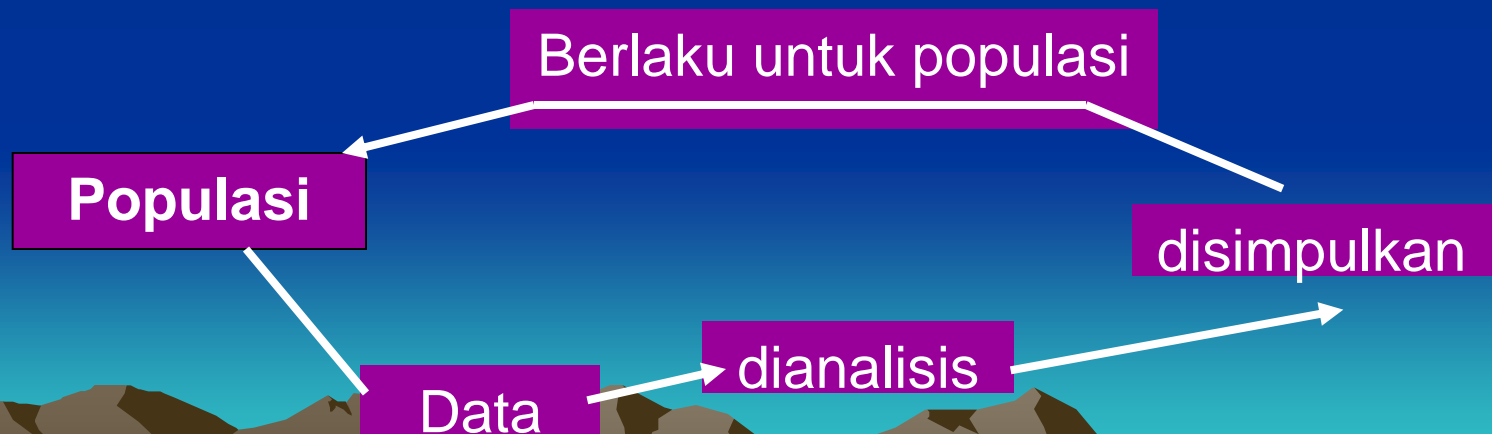 Berlaku untuk populasi
Populasi
disimpulkan
dianalisis
Data